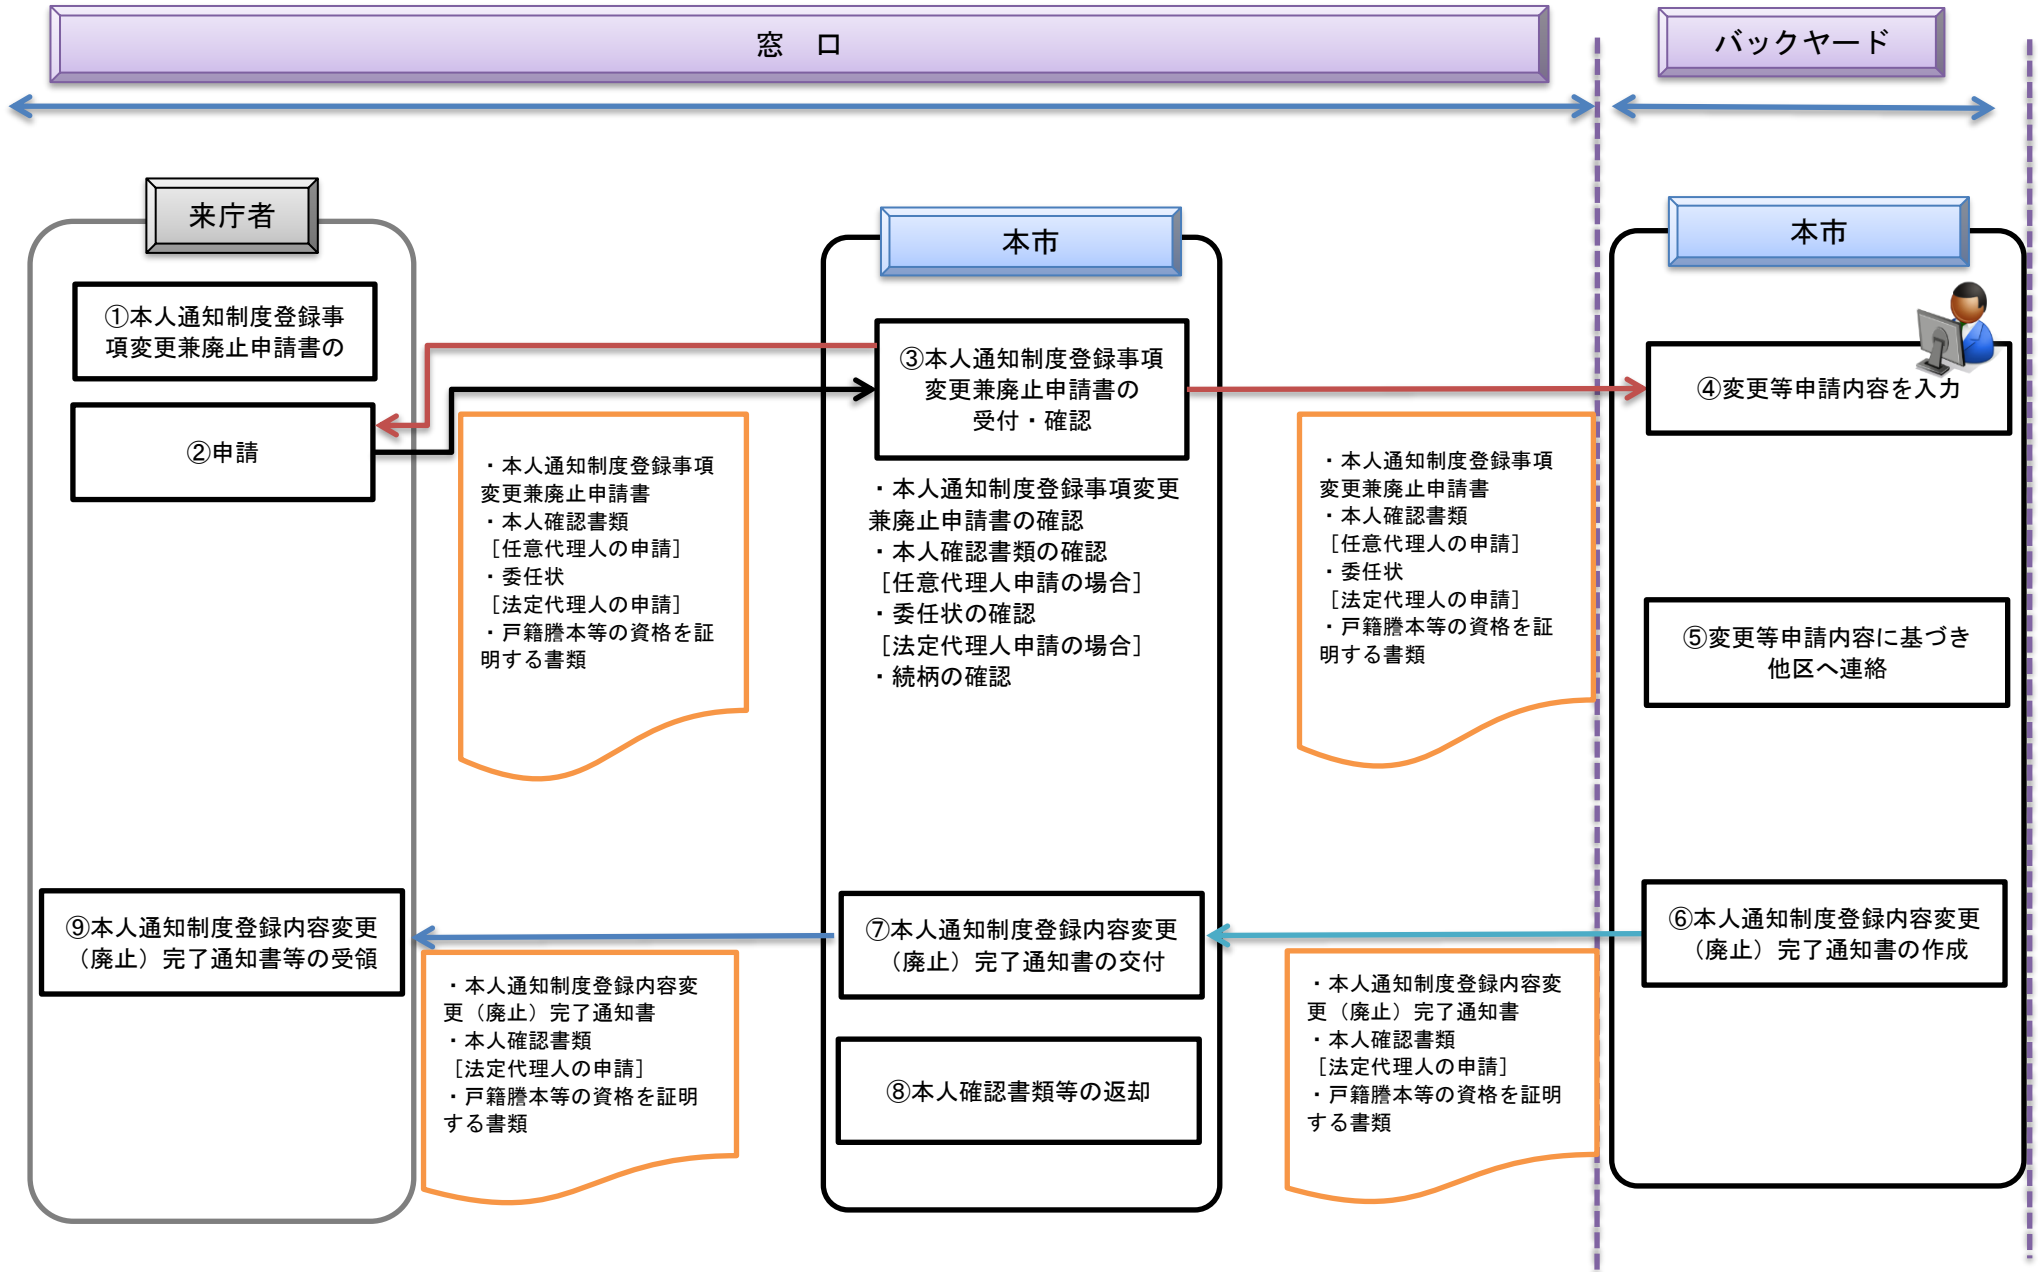 窓　口
バックヤード
来庁者
本市
本市
①本人通知制度登録事
項変更兼廃止申請書の
②申請
③本人通知制度登録事項
変更兼廃止申請書の
受付・確認
④変更等申請内容を入力
・本人通知制度登録事項
変更兼廃止申請書
・本人確認書類
［任意代理人の申請］
・委任状
［法定代理人の申請］
・戸籍謄本等の資格を証
明する書類
・本人通知制度登録事項変更
兼廃止申請書の確認
・本人確認書類の確認
［任意代理人申請の場合］
・委任状の確認
［法定代理人申請の場合］
・続柄の確認
・本人通知制度登録事項
変更兼廃止申請書
・本人確認書類
［任意代理人の申請］
・委任状
［法定代理人の申請］
・戸籍謄本等の資格を証
明する書類
⑤変更等申請内容に基づき
他区へ連絡
⑨本人通知制度登録内容変更
（廃止）完了通知書等の受領
⑦本人通知制度登録内容変更
（廃止）完了通知書の交付
⑥本人通知制度登録内容変更
（廃止）完了通知書の作成
・本人通知制度登録内容変
更（廃止）完了通知書
・本人確認書類
［法定代理人の申請］
・戸籍謄本等の資格を証明
する書類
⑧本人確認書類等の返却
・本人通知制度登録内容変
更（廃止）完了通知書
・本人確認書類
［法定代理人の申請］
・戸籍謄本等の資格を証明
する書類